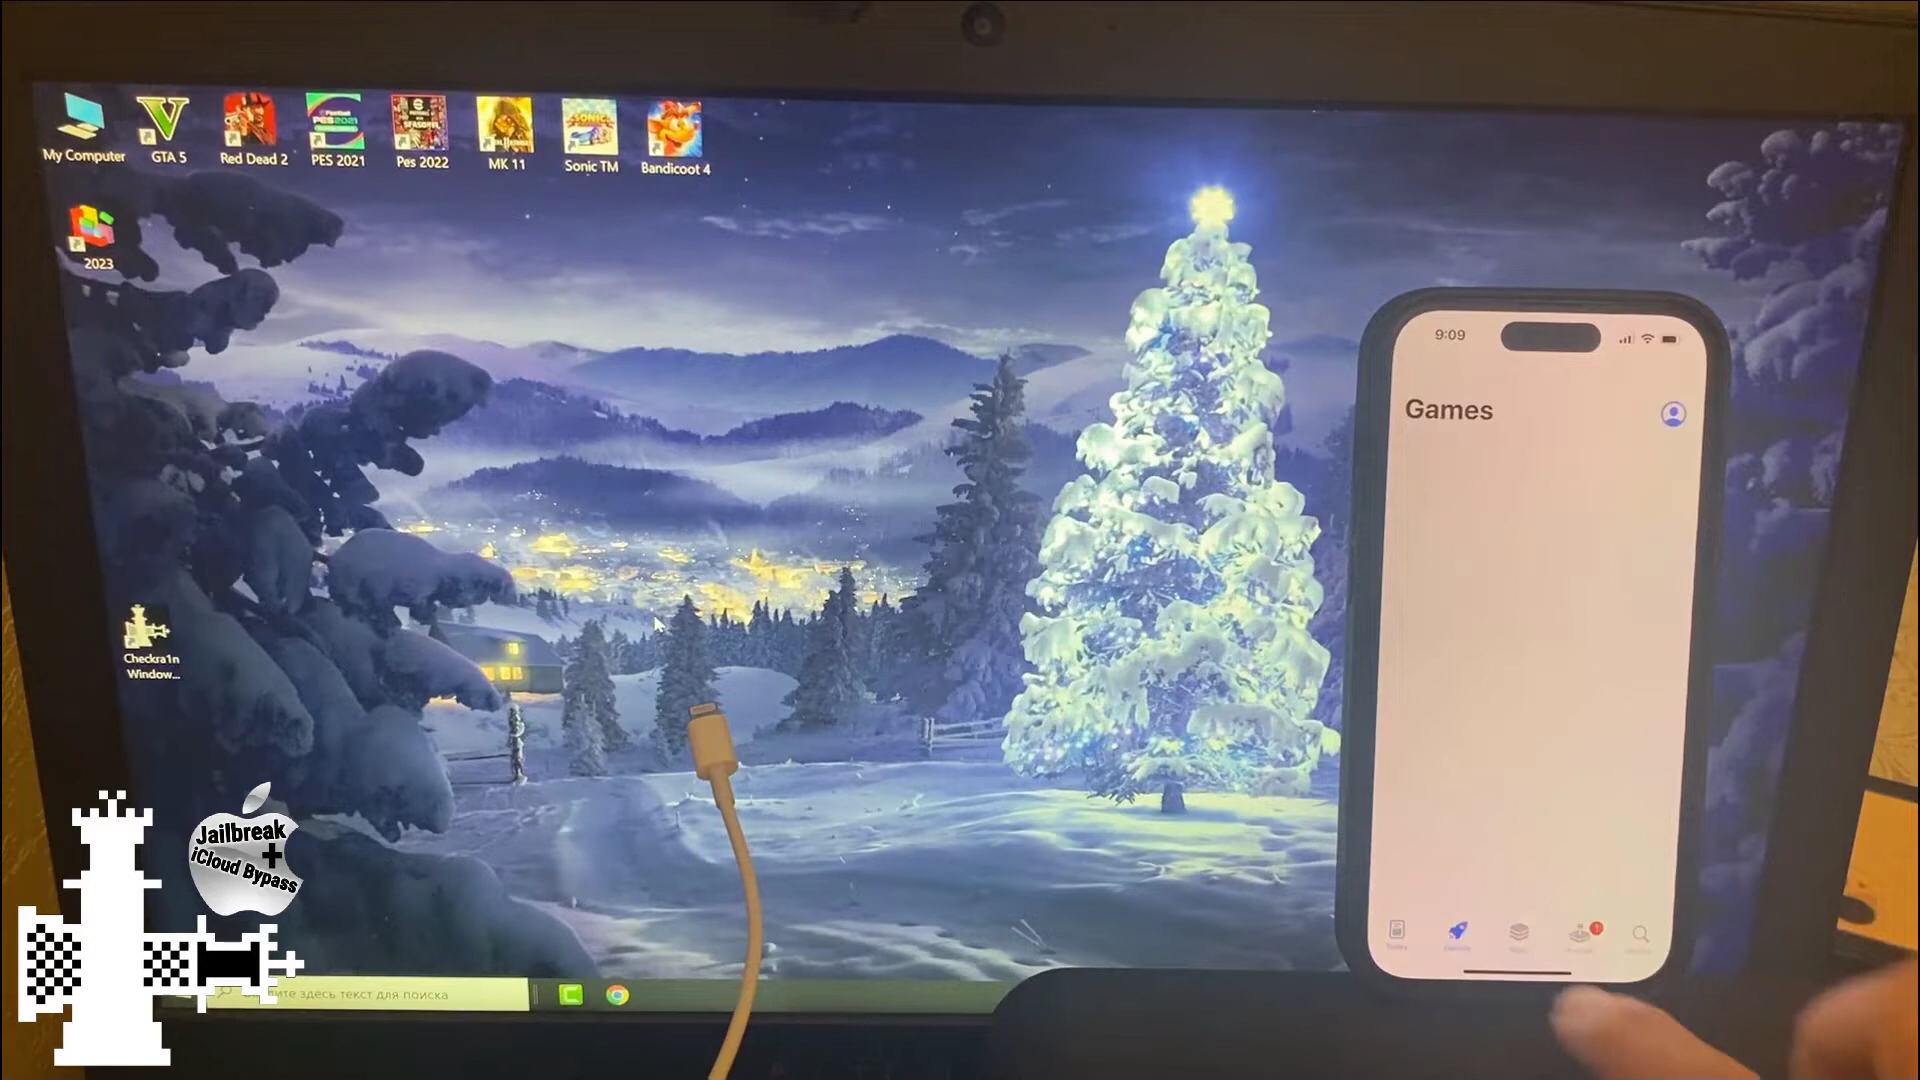 My Computer
GTA 5
Red Dead 2
PES 2021
Pes 2022
MK 11
Sonic TM
Bandicoot 4
2023
Checkra1n
Window...
9:09
Games
Jailbreak
+
iCloud Bypass
здесь текст для поиска